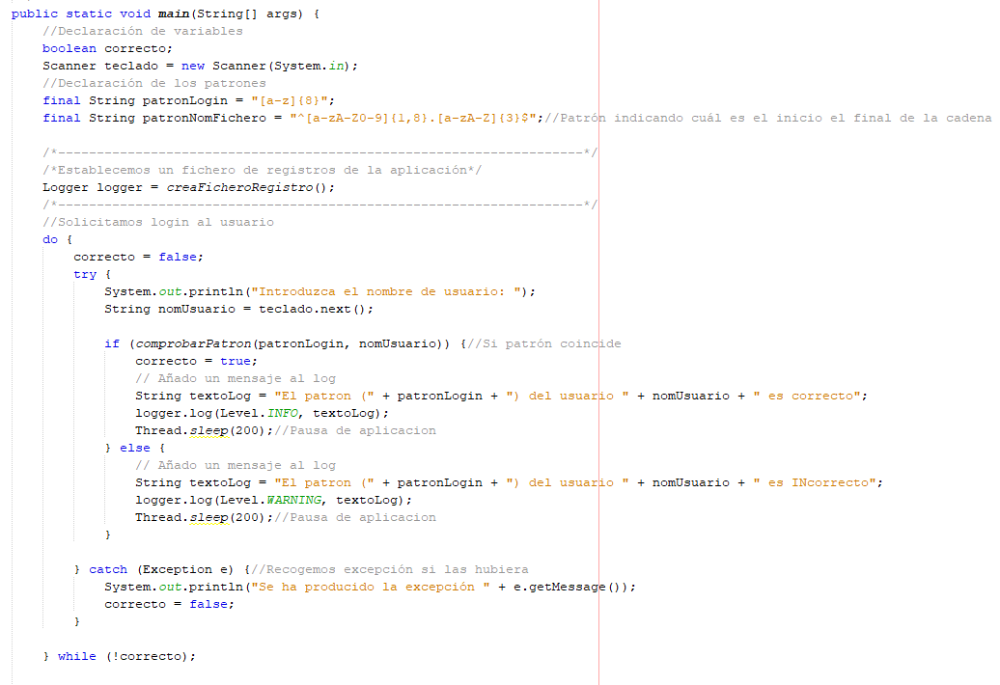 public static void main(String[] args) {
//Declaración de variables
boolean correcto;
Scanner teclado = new Scanner(System.in);
//Declaración de los patrones
final String patronLogin = "[a-z]{8}";
final String patronNomFichero = "^[a-zA-Z0-9]{1,8}.[a-zA-Z]{3}$";//Patrón indicando cuál es el inicio el final de la cadena
/*--------------------------------------------------------------------*/
/*Establecemos un fichero de registros de la aplicación*/
Logger logger = creaFicheroRegistro();
/*--------------------------------------------------------------------*/
//Solicitamos login al usuario
do {
correcto = false;
try {
System.out.println("Introduzca el nombre de usuario: ");
String nomUsuario = teclado.next();
if (comprobarPatron(patronLogin, nomUsuario)) {//Si patrón coincide
correcto = true;
// Añado un mensaje al log
String textoLog = "El patron (" + patronLogin + ") del usuario " + nomUsuario + " es correcto";
logger.log(Level.INFO, textoLog);
Thread.sleep(200);//Pausa de aplicacion
} else {
// Añado un mensaje al log
String textoLog = "El patron (" + patronLogin + ") del usuario " + nomUsuario + " es INcorrecto";
logger.log(Level.WARNING, textoLog);
Thread.sleep(200);//Pausa de aplicacion
}
} catch (Exception e) {//Recogemos excepción si las hubiera
System.out.println("Se ha producido la excepción " + e.getMessage());
correcto = false;
}
} while (!correcto);